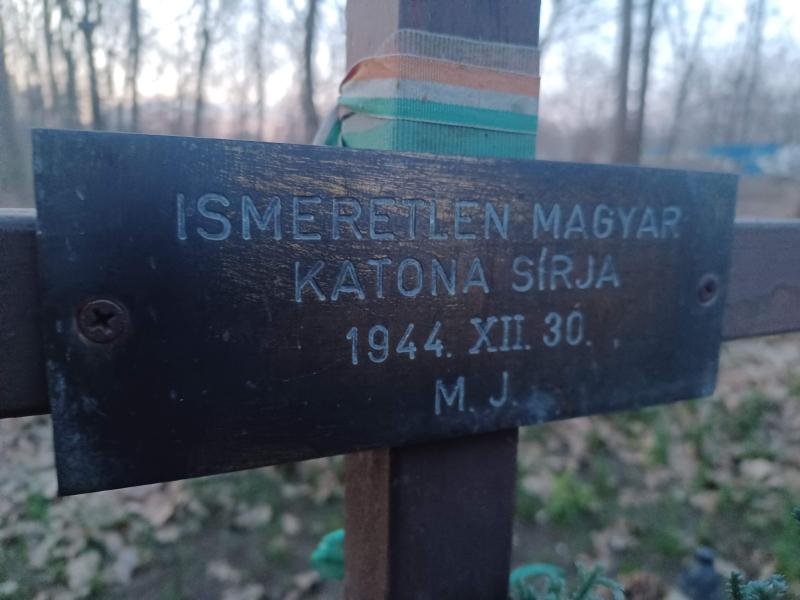 ISMERETLEN MAGYAR
KATONA SÍRJA
1944. XII. 30.
M. J.